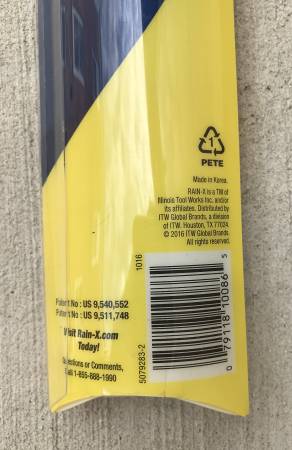 1
PETE
Made in Korea.
RAIN-X is a TM of
Illinois Tool Works Inc. and/or
its affiliates. Distributed by
ITW Global Brands, a division
of ITW. Houston, TX 77024.
© 2016 ITW Global Brands.
All rights reserved.
1016
Patent No : US 9,540,552
Patent No : US 9,511,748
Visit Rain-X.com
Today!
Questions or Comments,
Call 1-855-888-1990
5079283-2
0 79118 10086 5